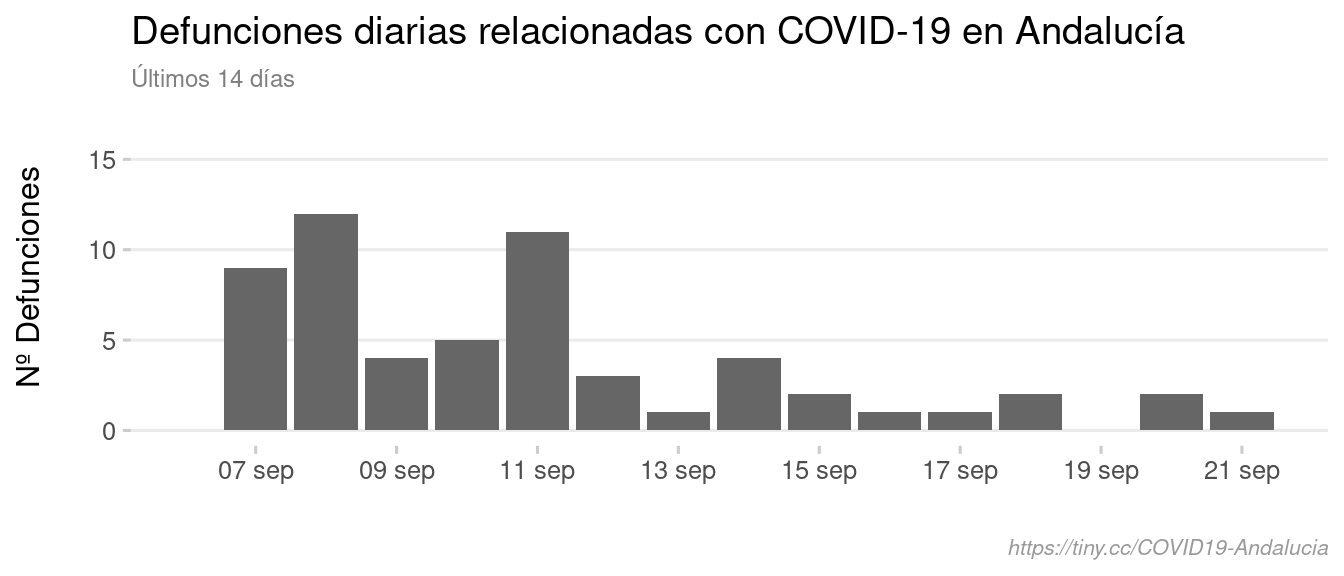 Defunciones diarias relacionadas con COVID-19 en Andalucía
Últimos 14 días
Nº Defunciones
15
10
5
0
07 sep 09 sep 11 sep 13 sep 15 sep 17 sep 19 sep 21 sep
https://tiny.cc/COVID19-Andalucia